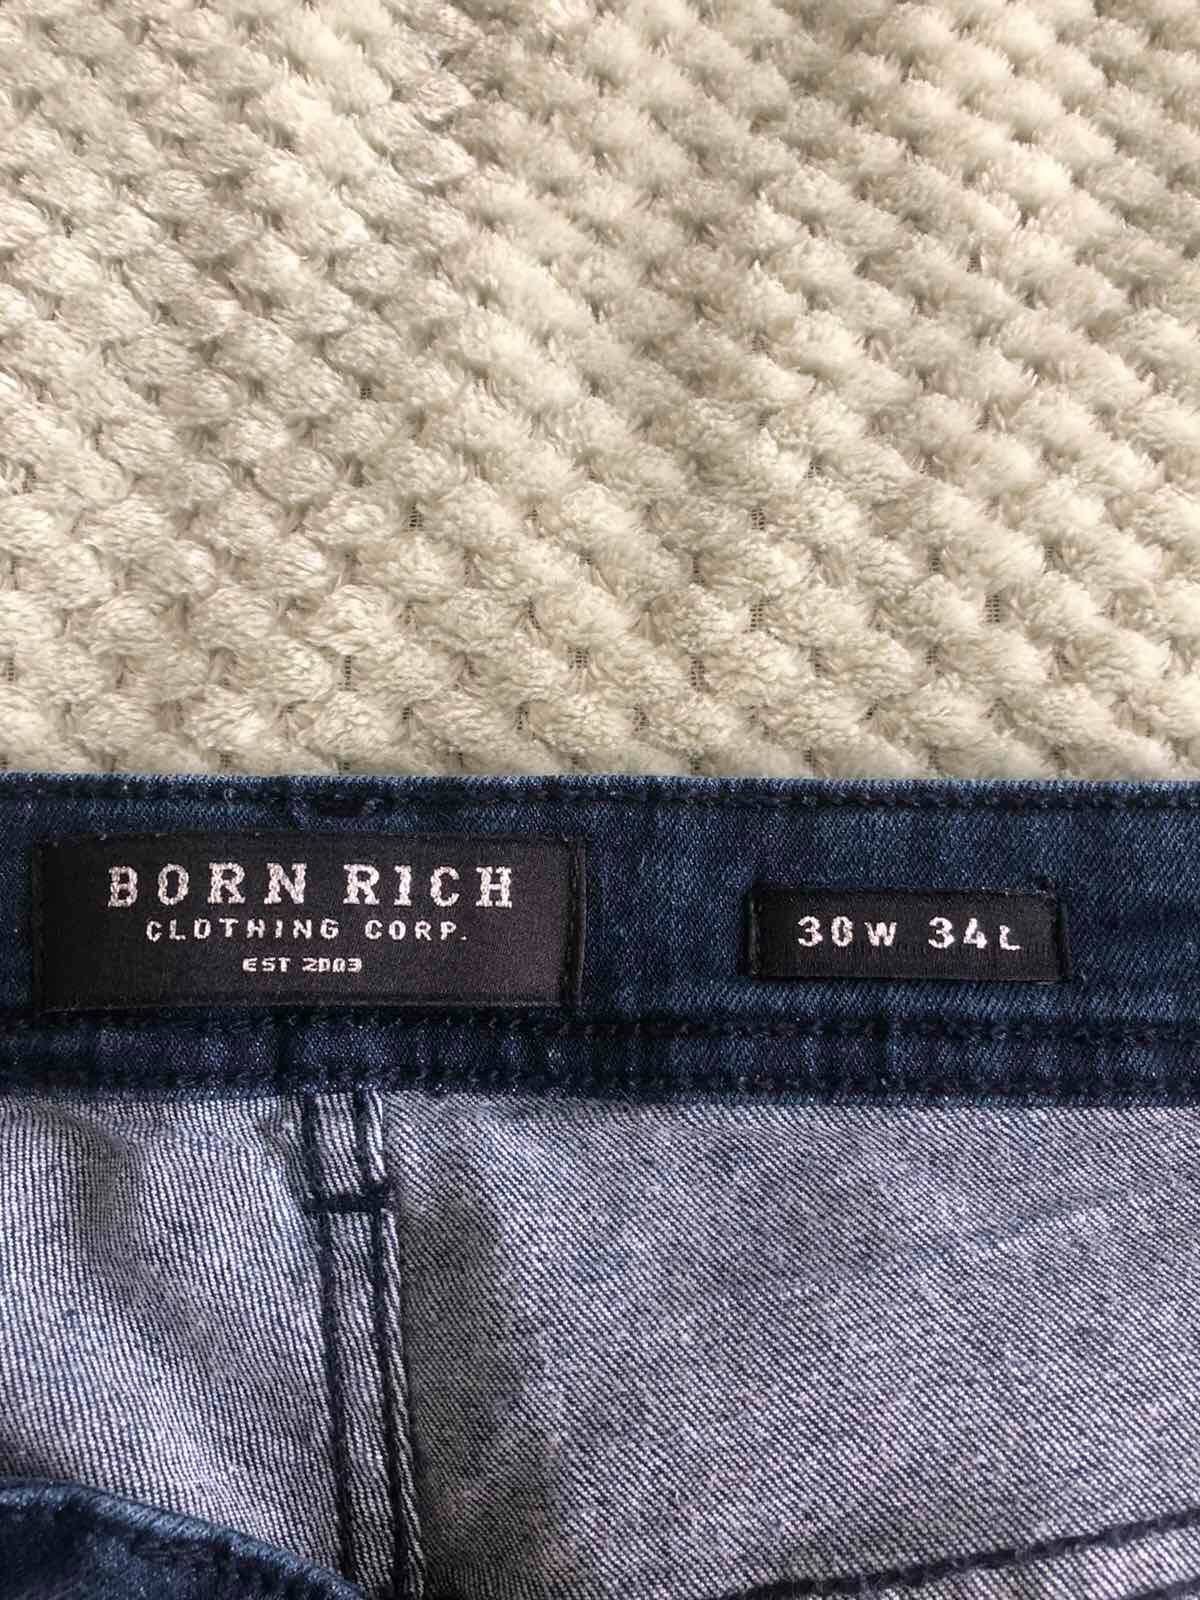 BORN RICH
CLOTHING CORP.
EST 2003
30W 34L